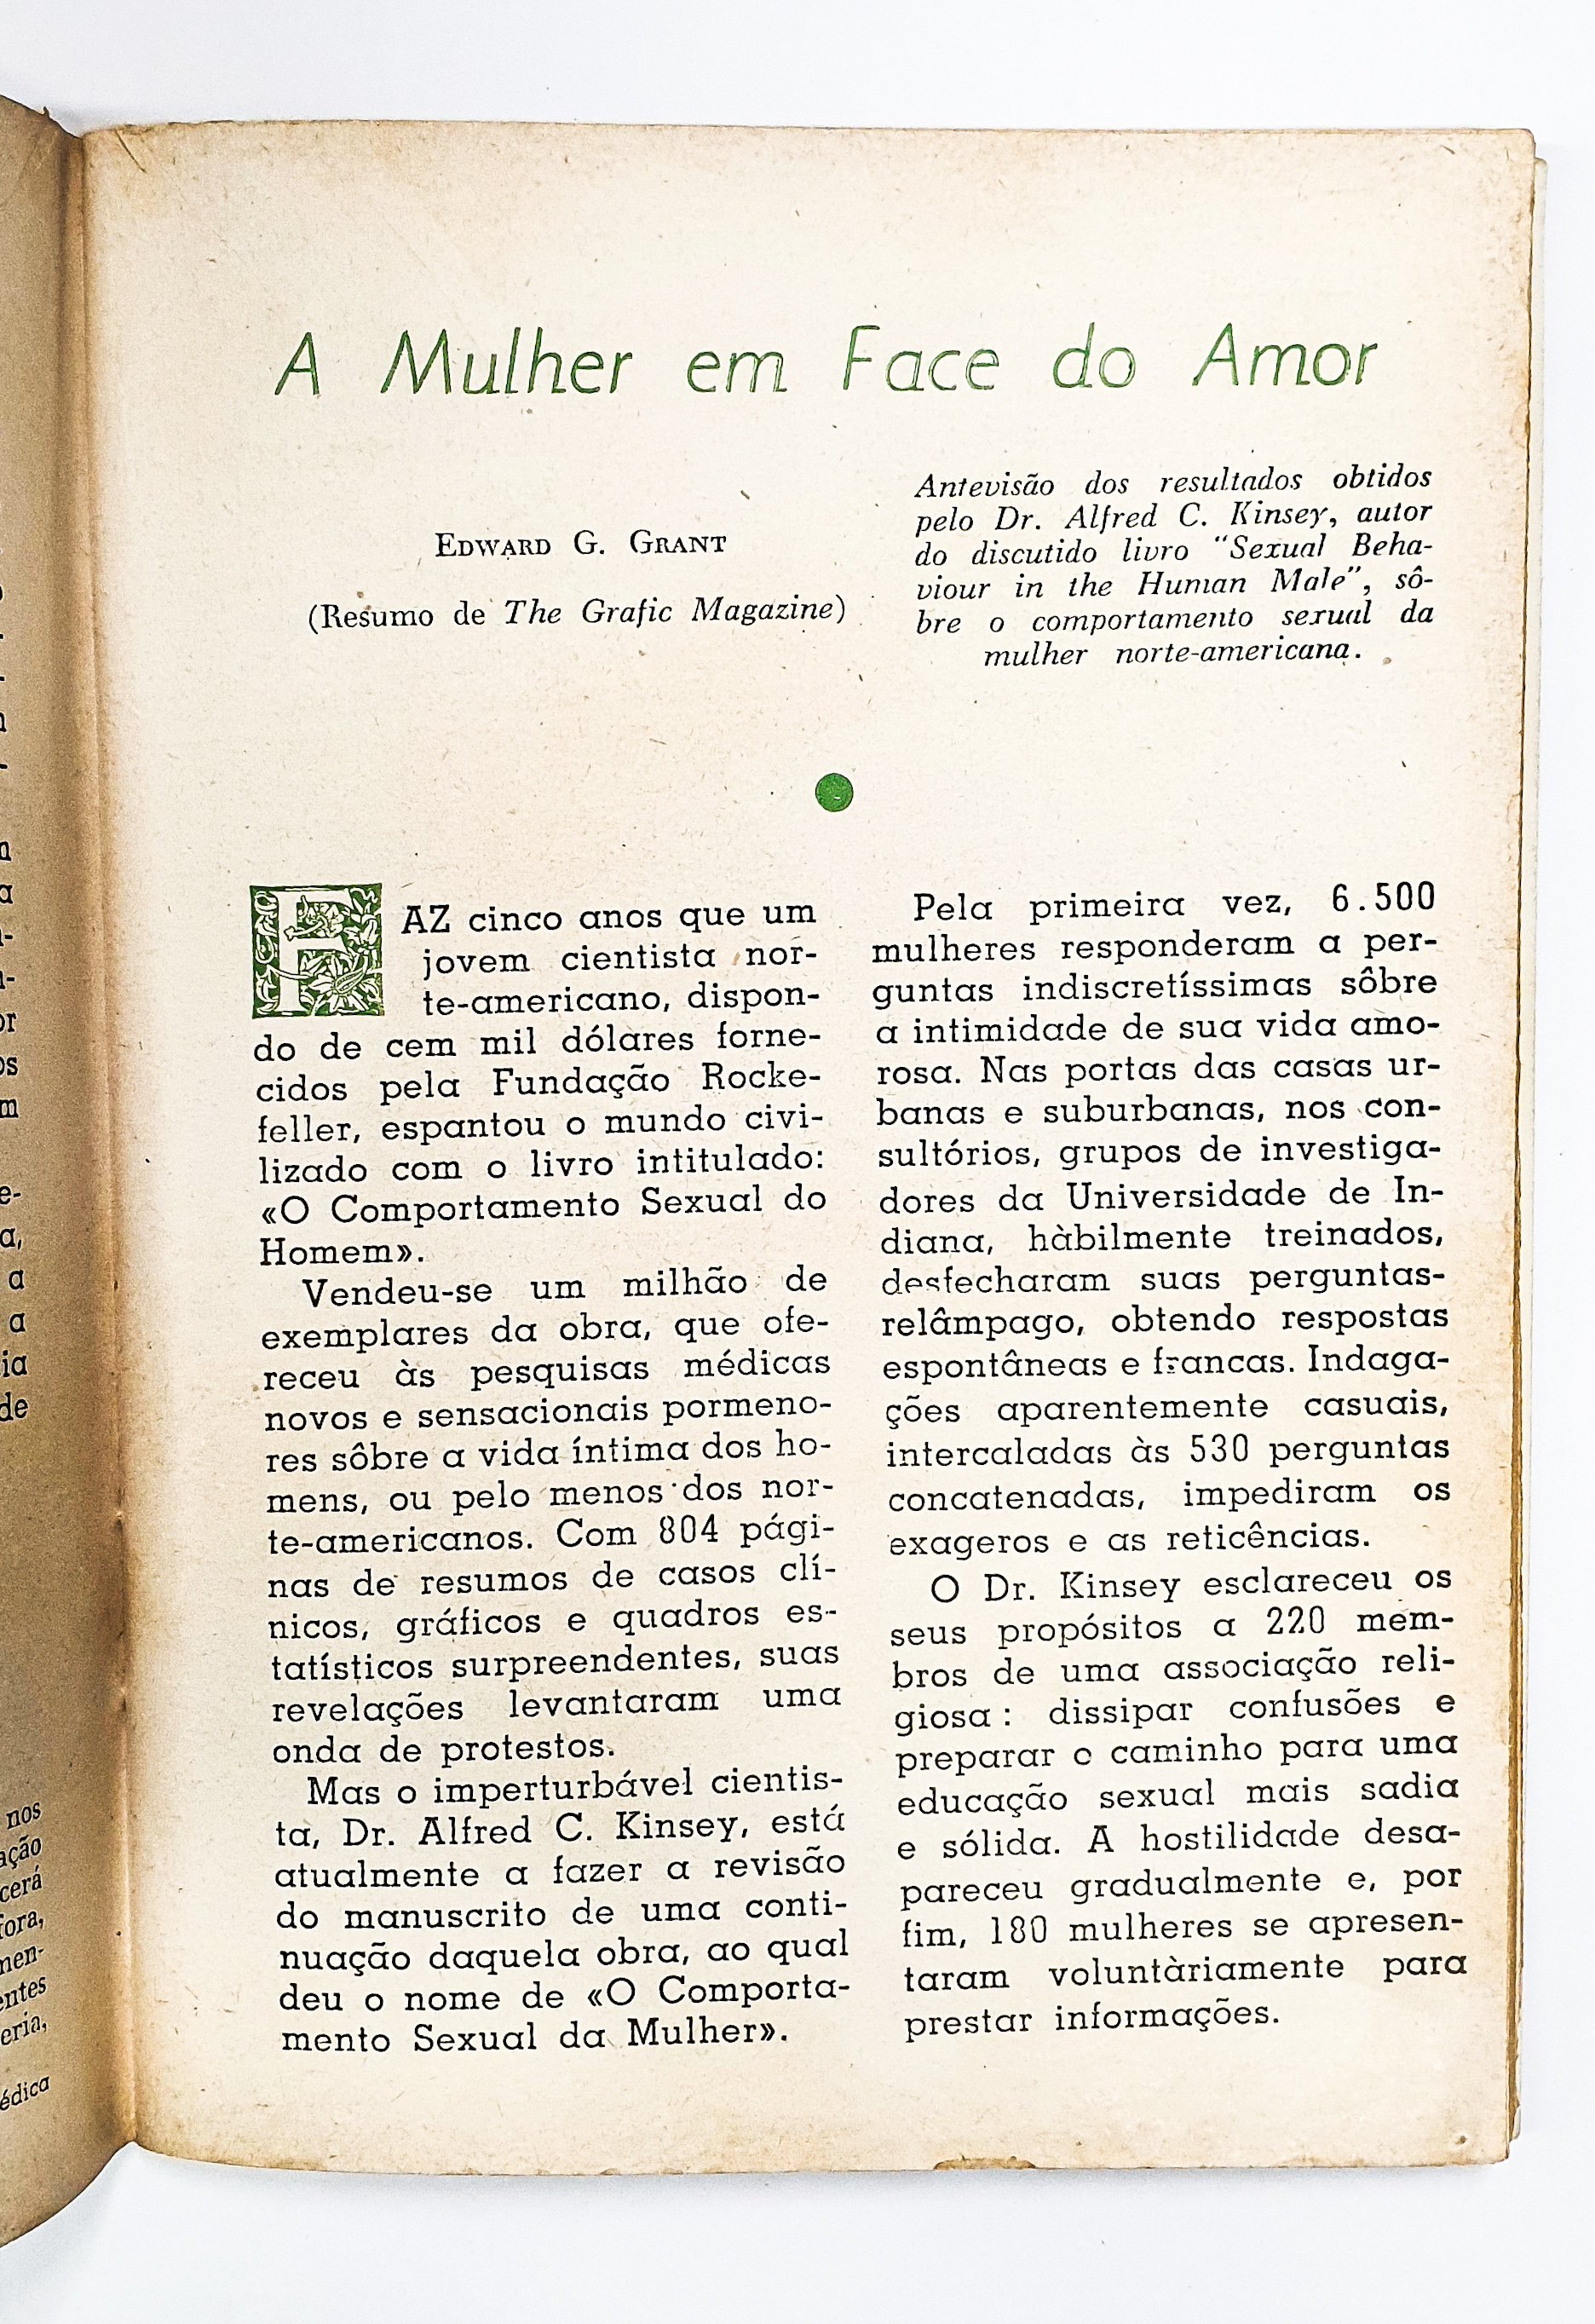 A Mulher em Face do Amor
EDWARD G. GRANT
(Resumo de The Grafic Magazine)
Antevisão dos resultados obtidos
pelo Dr. Alfred C. Kinsey, autor
do discutido livro "Sexual Beha-
viour in the Human Male", sô-
bre o comportamento sexual da
mulher norte-americana.
FAZ cinco anos que um
jovem cientista nor-
te-americano, dispon-
do de cem mil dólares forne-
cidos pela Fundação Rocke-
feller, espantou o mundo civi-
lizado com o livro intitulado:
«O Comportamento Sexual do
Homem».
Vendeu-se um milhão de
exemplares da obra, que ofe-
receu às pesquisas médicas
novos e sensacionais pormeno-
res sôbre a vida íntima dos ho-
mens, ou pelo menos dos nor-
te-americanos. Com 804 pági-
nas de resumos de casos clí-
nicos, gráficos e quadros es-
tatísticos surpreendentes, suas
revelações levantaram uma
onda de protestos.
Mas o imperturbável cientis-
ta, Dr. Alfred C. Kinsey, está
atualmente a fazer a revisão
do manuscrito de uma conti-
nuação daquela obra, ao qual
deu o nome de «O Comporta-
mento Sexual da Mulher».
Pela primeira vez, 6.500
mulheres responderam a per-
guntas indiscretíssimas sôbre
a intimidade de sua vida amo-
rosa. Nas portas das casas ur-
banas e suburbanas, nos con-
sultórios, grupos de investiga-
dores da Universidade de In-
diana, hàbilmente treinados,
desfecharam suas perguntas-
relâmpago, obtendo respostas
espontâneas e francas. Indaga-
ções aparentemente casuais,
intercaladas às 530 perguntas
concatenadas, impediram os
exageros e as reticências.
O Dr. Kinsey esclareceu os
seus propósitos a 220 mem-
bros de uma associação reli-
giosa: dissipar confusões e
preparar o caminho para uma
educação sexual mais sadia
e sólida. A hostilidade desa-
pareceu gradualmente e, por
fim, 180 mulheres se apresen-
taram voluntàriamente para
prestar informações.